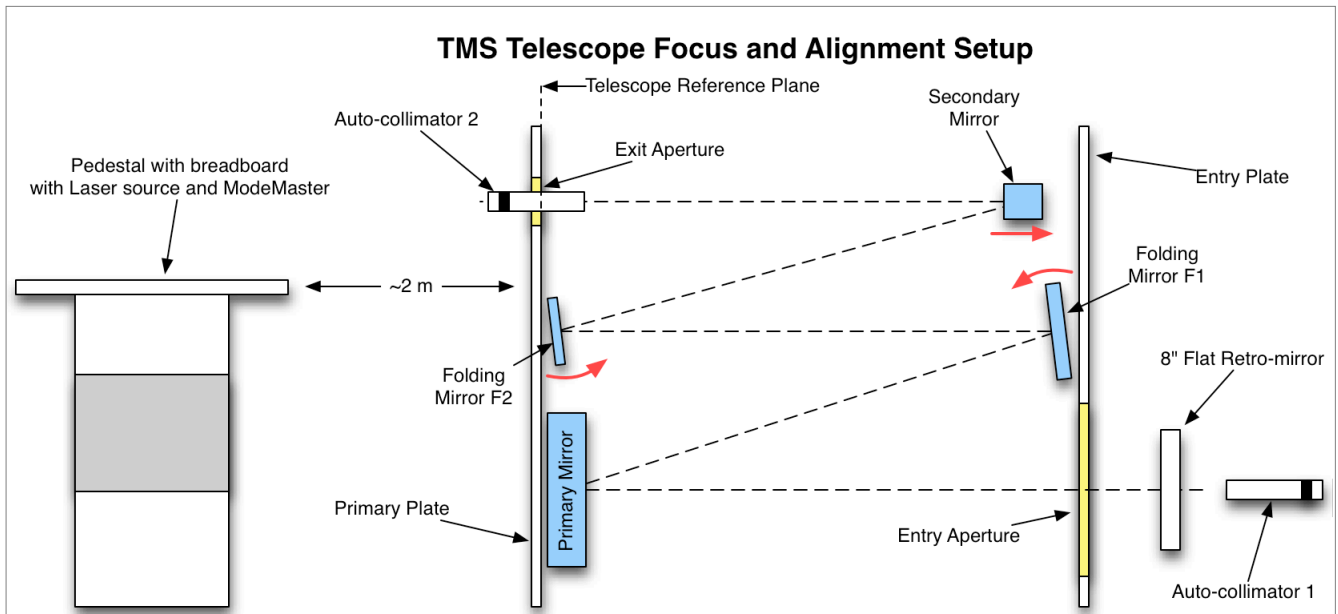 TMS Telescope Focus and Alignment Setup
Telescope Reference Plane
Auto-collimator 2
Secondary
Mirror
Exit Aperture
Pedestal with breadboard
with Laser source and ModeMaster
Entry Plate
Folding
Mirror F1
~2 m
8" Flat Retro-mirror
Folding
Mirror F2
Primary Mirror
Primary Plate
Entry Aperture
Auto-collimator 1